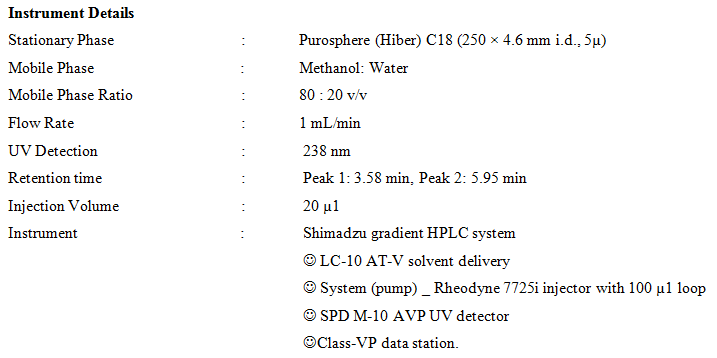 Instrument Details
Stationary Phase : Purosphere (Hiber) C18 (250 × 4.6 mm i.d., 5µ)
Mobile Phase : Methanol: Water
Mobile Phase Ratio : 80 : 20 v/v
Flow Rate : 1 mL/min
UV Detection : 238 nm
Retention time : Peak 1: 3.58 min, Peak 2: 5.95 min
Injection Volume : 20 µ1
Instrument : Shimadzu gradient HPLC system
☺ LC-10 AT-V solvent delivery
☺ System (pump) _ Rheodyne 7725i injector with 100 µ1 loop
☺ SPD M-10 AVP UV detector
☺Class-VP data station.